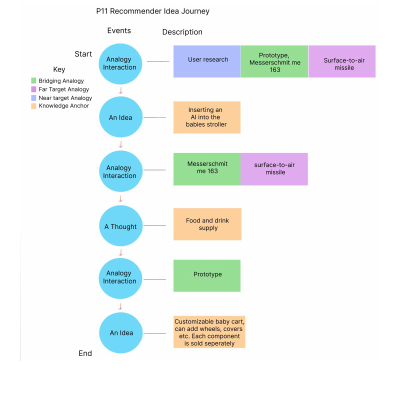 P11 Recommender Idea Journey
Events
Description
Start
Key
Bridging Analogy
Far Target Analogy
Near target Analogy
Knowledge Anchor
Analogy
Interaction
User research
Prototype,
Messerschmit me
163
Surface-to-air
missile
An Idea
Inserting an
AI into the
babies stroller
Analogy
Interaction
Messerschmit
me 163
surface-to-air
missile
A Thought
Food and drink
supply
Analogy
Interaction
Prototype
An Idea
Customizable baby cart,
can add wheels, covers
etc. Each component
is sold seperately
End